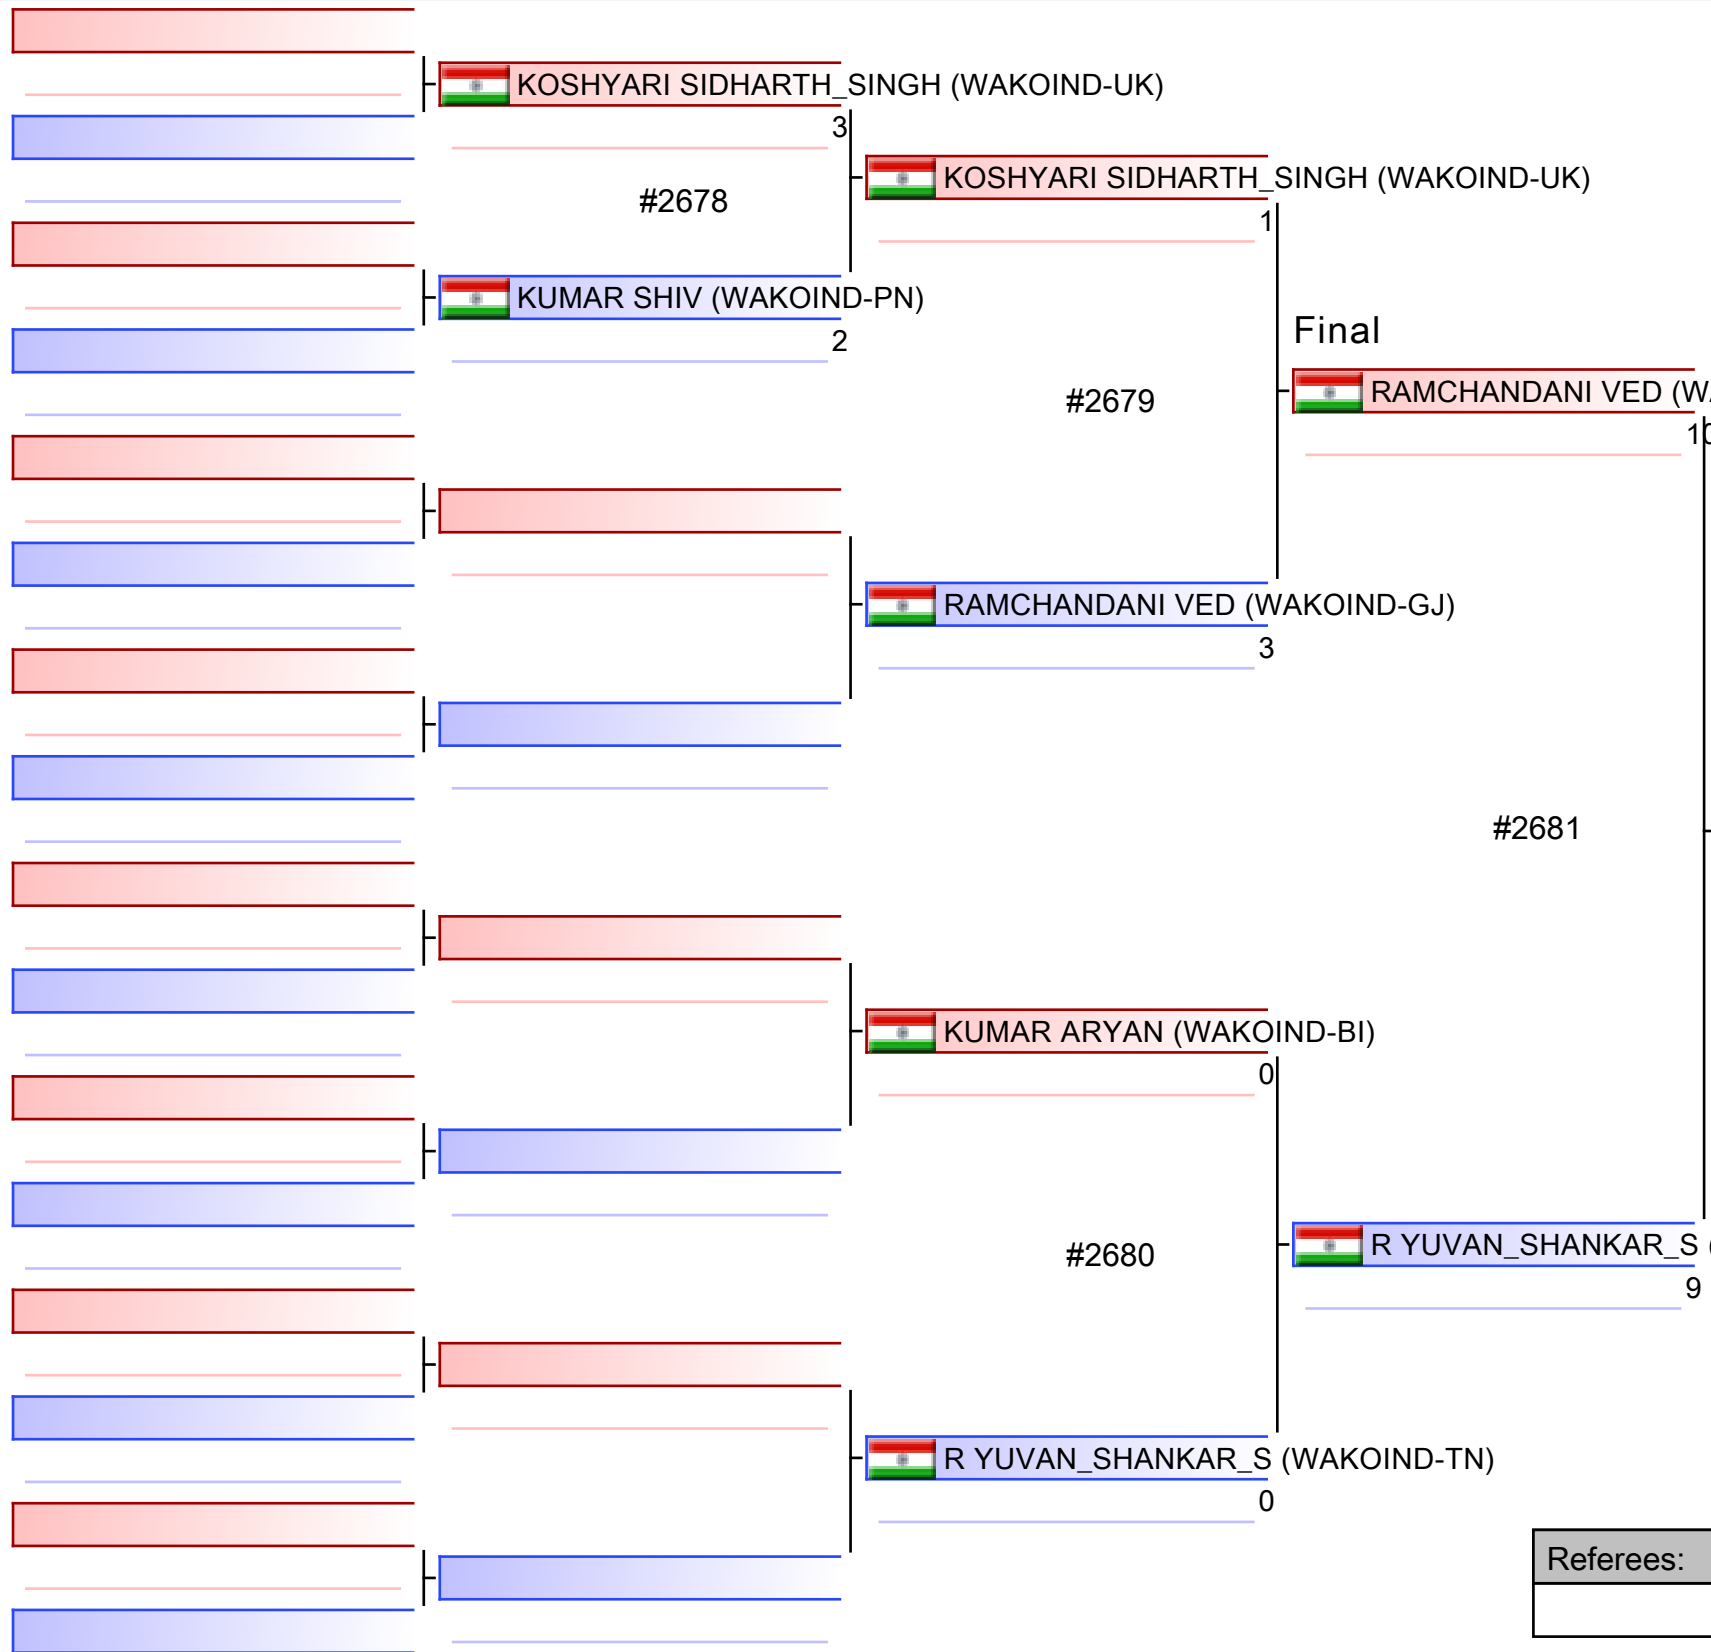 KOSHYARI SIDHARTH_SINGH (WAKOIND-UK)
3
#2678
KUMAR SHIV (WAKOIND-PN)
2
KOSHYARI SIDHARTH_SINGH (WAKOIND-UK)
1
#2679
RAMCHANDANI VED (WAKOIND-GJ)
3
KUMAR ARYAN (WAKOIND-BI)
0
#2680
R YUVAN_SHANKAR_S (WAKOIND-TN)
0
Final
RAMCHANDANI VED (WA
10
#2681
R YUVAN_SHANKAR_S (
9
Referees: